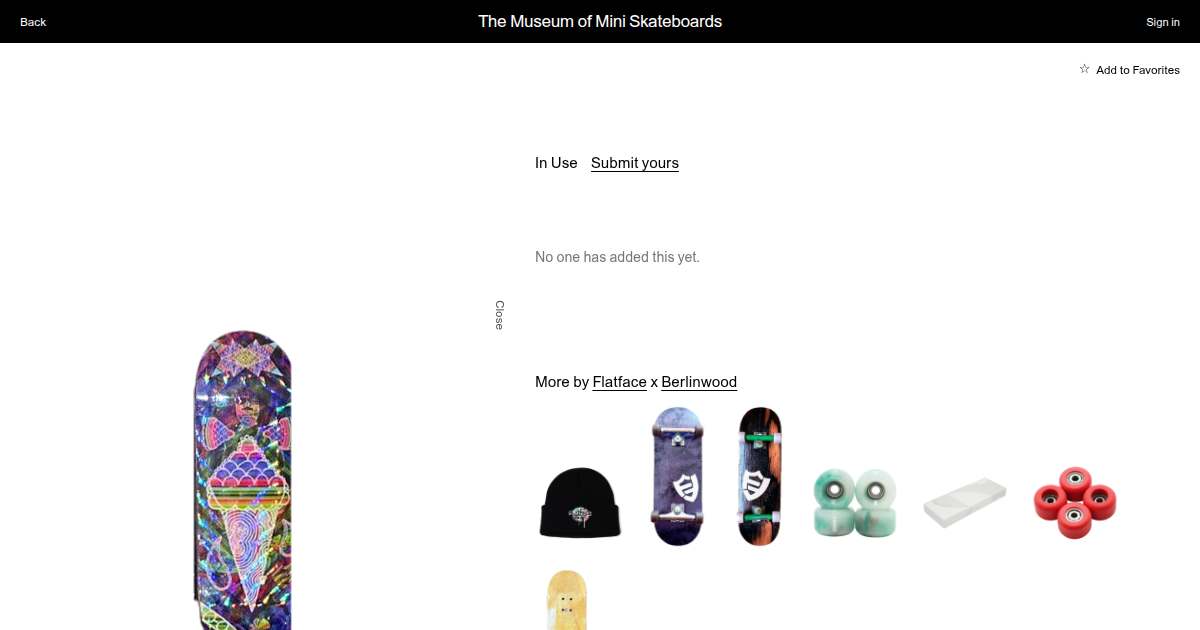 Back
The Museum of Mini Skateboards
Sign in
☆ Add to Favorites
In Use Submit yours
No one has added this yet.
Close
More by Flatface x Berlinwood